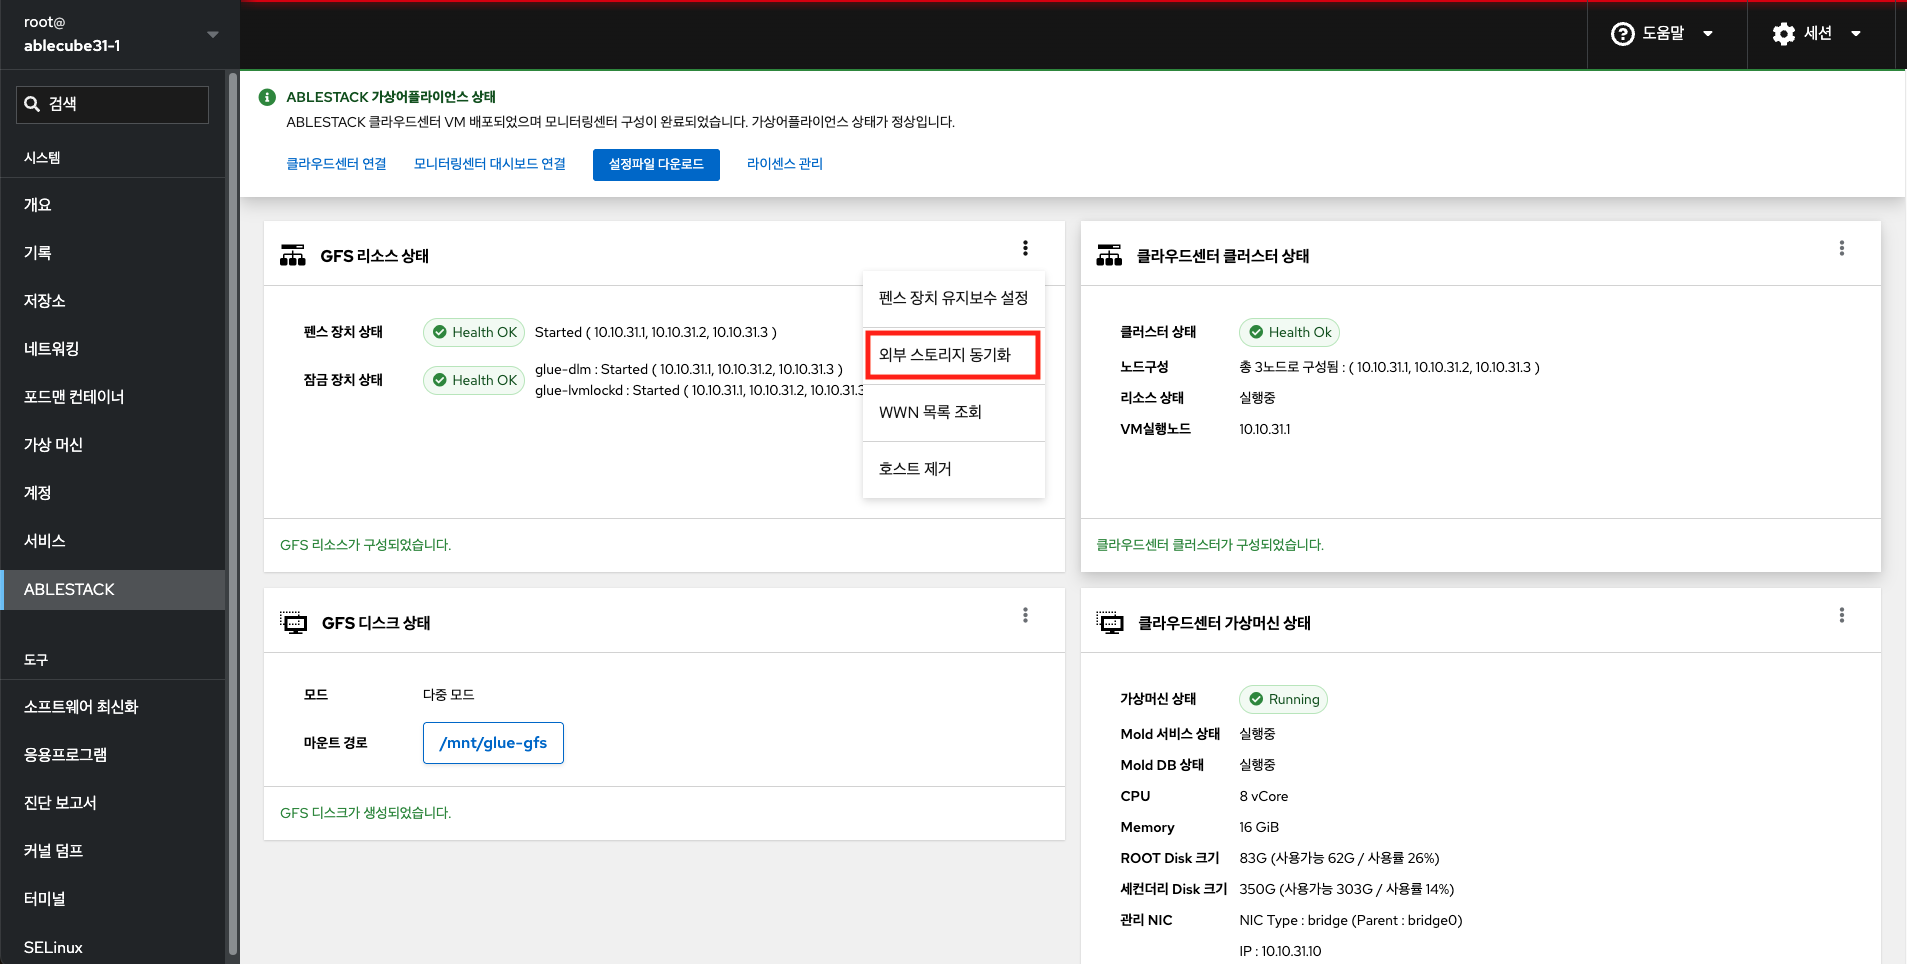 root@
ablecube31-1
도움말
세션
검색
시스템
개요
기록
저장소
네트워킹
포드맨 컨테이너
가상 머신
계정
서비스
ABLESTACK
도구
소프트웨어 최신화
응용프로그램
진단 보고서
커널 덤프
터미널
SELinux
ABLESTACK 가상어플라이언스 상태
ABLESTACK 클라우드센터 VM 배포되었으며 모니터링센터 구성이 완료되었습니다. 가상어플라이언스 상태가 정상입니다.
클라우드센터 연결 모니터링센터 대시보드 연결 설정파일 다운로드 라이센스 관리
GFS 리소스 상태
펜스 장치 상태 Health OK Started ( 10.10.31.1, 10.10.31.2, 10.10.31.3 )
잠금 장치 상태 Health OK glue-dlm : Started ( 10.10.31.1, 10.10.31.2, 10.10.31.3 )
glue-lvmlockd : Started ( 10.10.31.1, 10.10.31.2, 10.10.31.3
펜스 장치 유지보수 설정
외부 스토리지 동기화
WWN 목록 조회
호스트 제거
GFS 리소스가 구성되었습니다.
클라우드센터 클러스터 상태
클러스터 상태 Health Ok
노드구성 총 3노드로 구성됨 : ( 10.10.31.1, 10.10.31.2, 10.10.31.3 )
리소스 상태 실행중
VM실행노드 10.10.31.1
클라우드센터 클러스터가 구성되었습니다.
GFS 디스크 상태
모드 다중 모드
마운트 경로 /mnt/glue-gfs
GFS 디스크가 생성되었습니다.
클라우드센터 가상머신 상태
가상머신 상태 Running
Mold 서비스 상태 실행중
Mold DB 상태 실행중
CPU 8 vCore
Memory 16 GiB
ROOT Disk 크기 83G (사용가능 62G / 사용률 26%)
세컨더리 Disk 크기 350G (사용가능 303G / 사용률 14%)
관리 NIC NIC Type : bridge (Parent : bridge0)
IP : 10.10.31.10